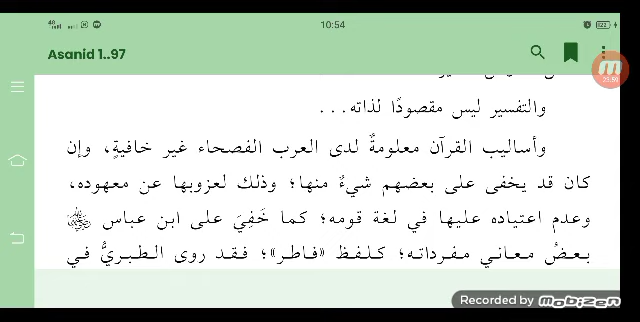 10:54
Asanid 1..97
والتفسير ليس مقصودًا لذاته...
وأساليب القرآن معلومةٌ لدى العرب الفصحاء غير خافيةٍ، وإن
كان قد يخفى على بعضهم شيءٌ منها؛ وذلك لعزوبها عن معهوده،
وعدم اعتياده عليها في لغة قومه؛ كما خَفِيَ على ابن عباس
بعضُ معاني مفرداته؛ كلفظ «فاطر»؛ فقد روى الطبريُّ في
Recorded by mobizen